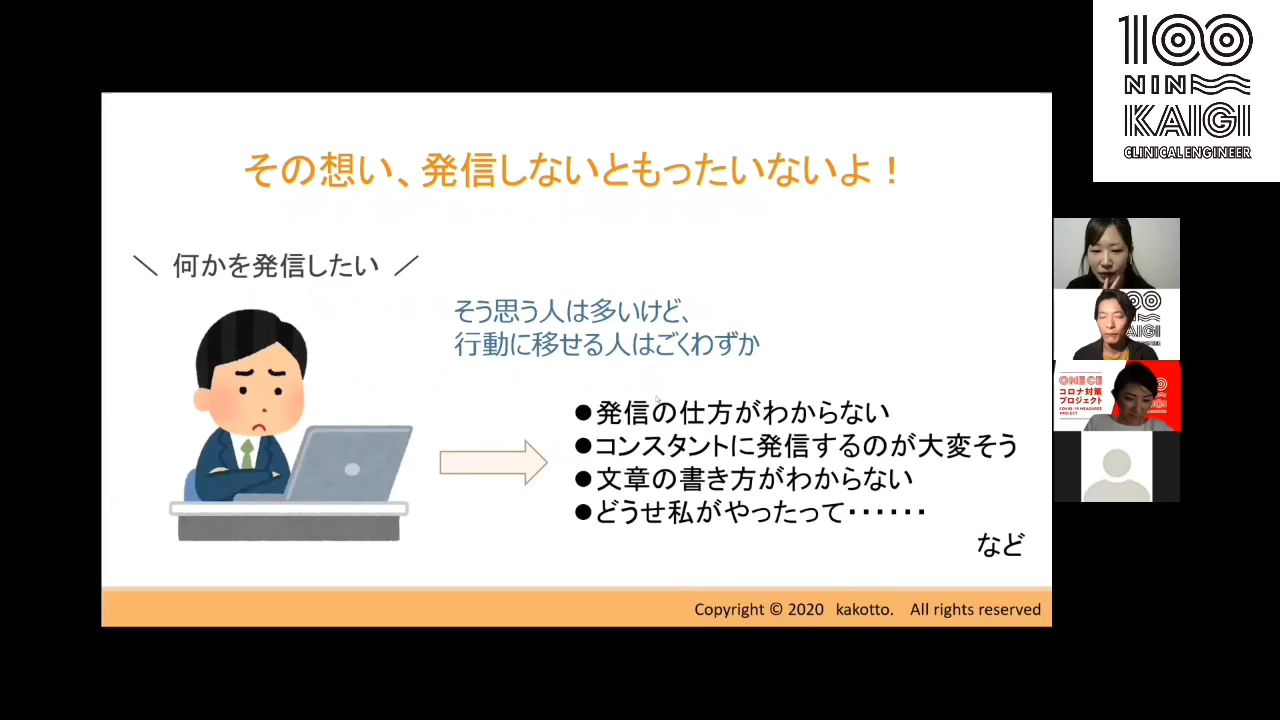 その想い、発信しないともったいないよ！
＼ 何かを発信したい ／
そう思う人は多いけど、
行動に移せる人はごくわずか
●発信の仕方がわからない
●コンスタントに発信するのが大変そう
●文章の書き方がわからない
●どうせ私がやったって・・・・・・
など
Copyright © 2020 kakotto. All rights reserved
100
NIN
KAIGI
CLINICAL ENGINEER
100
KAIGI
ONE CE
コロナ対策
プロジェクト
COVID-19 MEASURES
PROJECT